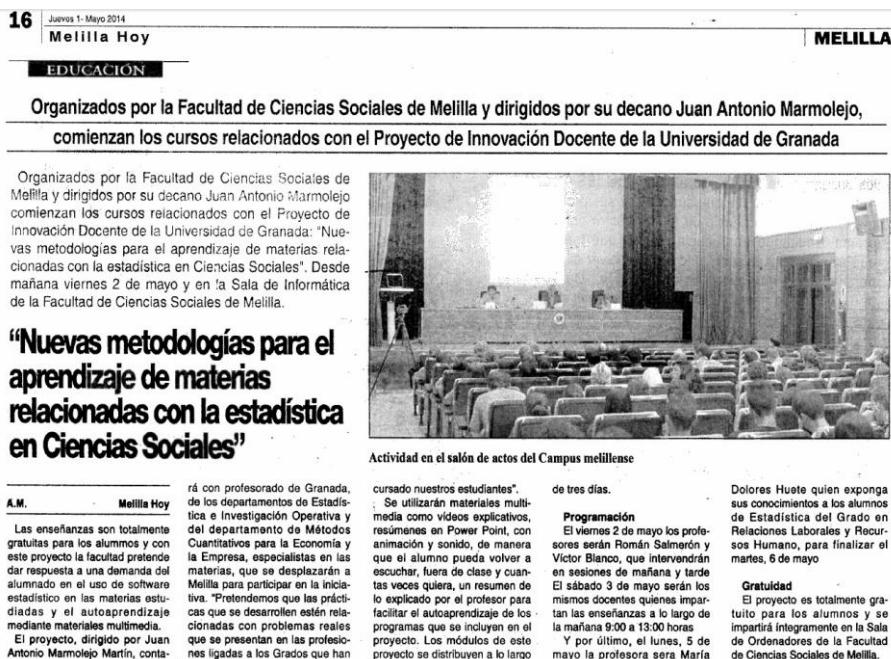 16
Jueves 1- Mayo 2014
Melilla Hoy
MELILLA
EDUCACIÓN
Organizados por la Facultad de Ciencias Sociales de Melilla y dirigidos por su decano Juan Antonio Marmolejo,
comienzan los cursos relacionados con el Proyecto de Innovación Docente de la Universidad de Granada
Organizados por la Facultad de Ciencias Sociales de
Melilla y dirigidos por su decano Juan Antonio Marmolejo
comienzan los cursos relacionados con el Proyecto de
Innovación Docente de la Universidad de Granada: "Nue-
vas metodologías para el aprendizaje de materias rela-
cionadas con la estadística en Ciencias Sociales". Desde
mañana viernes 2 de mayo y en la Sala de Informática
de la Facultad de Ciencias Sociales de Melilla.
“Nuevas metodologías para el
aprendizaje de materias
relacionadas con la estadística
en Ciencias Sociales”
Actividad en el salón de actos del Campus melillense
A.M. Melilla Hoy
Las enseñanzas son totalmente
gratuitas para los alummos y con
este proyecto la facultad pretende
dar respuesta a una demanda del
alumnado en el uso de software
estadístico en las materias estu-
diadas y el autoaprendizaje
mediante materiales multimedia.
El proyecto, dirigido por Juan
Antonio Marmolejo Martín, conta-
rá con profesorado de Granada,
de los departamentos de Estadís-
tica e Investigación Operativa y
del departamento de Métodos
Cuantitativos para la Economía y
la Empresa, especialistas en las
materias, que se desplazarán a
Melilla para participar en la inicia-
tiva. "Pretendemos que las prácti-
cas que se desarrollen estén rela-
cionadas con problemas reales
que se presentan en las profesio-
nes ligadas a los Grados que han
cursado nuestros estudiantes".
Se utilizarán materiales multi-
media como vídeos explicativos,
resúmenes en Power Point, con
animación y sonido, de manera
que el alumno pueda volver a
escuchar, fuera de clase y cuan-
tas veces quiera, un resumen de
lo explicado por el profesor para
facilitar el autoaprendizaje de los
programas que se incluyen en el
proyecto. Los módulos de este
proyecto se distribuyen a lo largo
de tres días.
Programación
El viernes 2 de mayo los profe-
sores serán Román Salmerón y
Víctor Blanco, que intervendrán
en sesiones de mañana y tarde
El sábado 3 de mayo serán los
mismos docentes quienes impar-
tan las enseñanzas a lo largo de
la mañana 9:00 a 13:00 horas
Y por último, el lunes, 5 de
mayo la profesora sera María
Dolores Huete quien exponga
sus conocimientos a los alumnos
de Estadística del Grado en
Relaciones Laborales y Recur-
sos Humano, para finalizar el
martes, 6 de mayo
Gratuidad
El proyecto es totalmente gra-
tuito para los alumnos y se
impartirá íntegramente en la Sala
de Ordenadores de la Facultad
de Ciencias Sociales de Melilla.